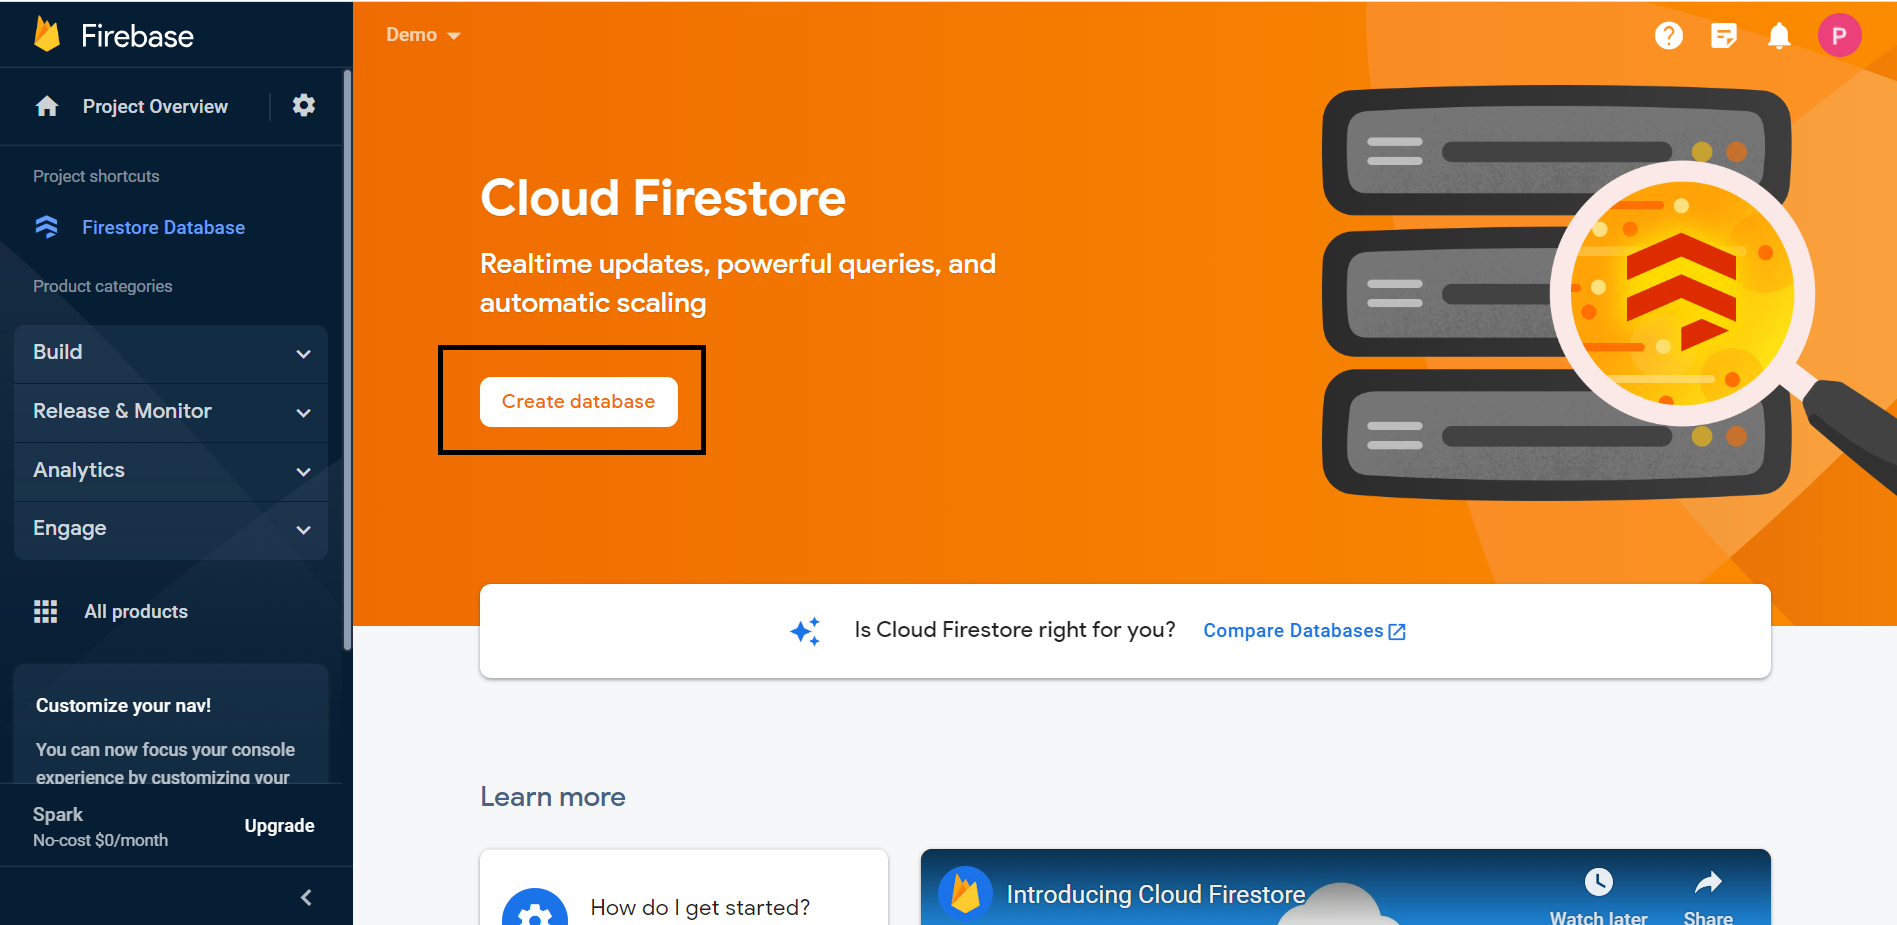 Firebase
Project Overview
Project shortcuts
Firestore Database
Product categories
Build
Release & Monitor
Analytics
Engage
All products
Customize your nav!
You can now focus your console
experience by customizing your
Spark
No-cost $0/month
Upgrade
Demo
P
Cloud Firestore
Realtime updates, powerful queries, and
automatic scaling
Create database
Is Cloud Firestore right for you? Compare Databases
Learn more
How do I get started?
Introducing Cloud Firestore
Watch later
Share